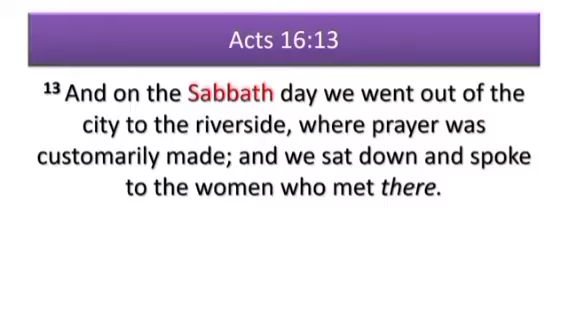 Acts 16:13
13 And on the Sabbath day we went out of the
city to the riverside, where prayer was
customarily made; and we sat down and spoke
to the women who met there.